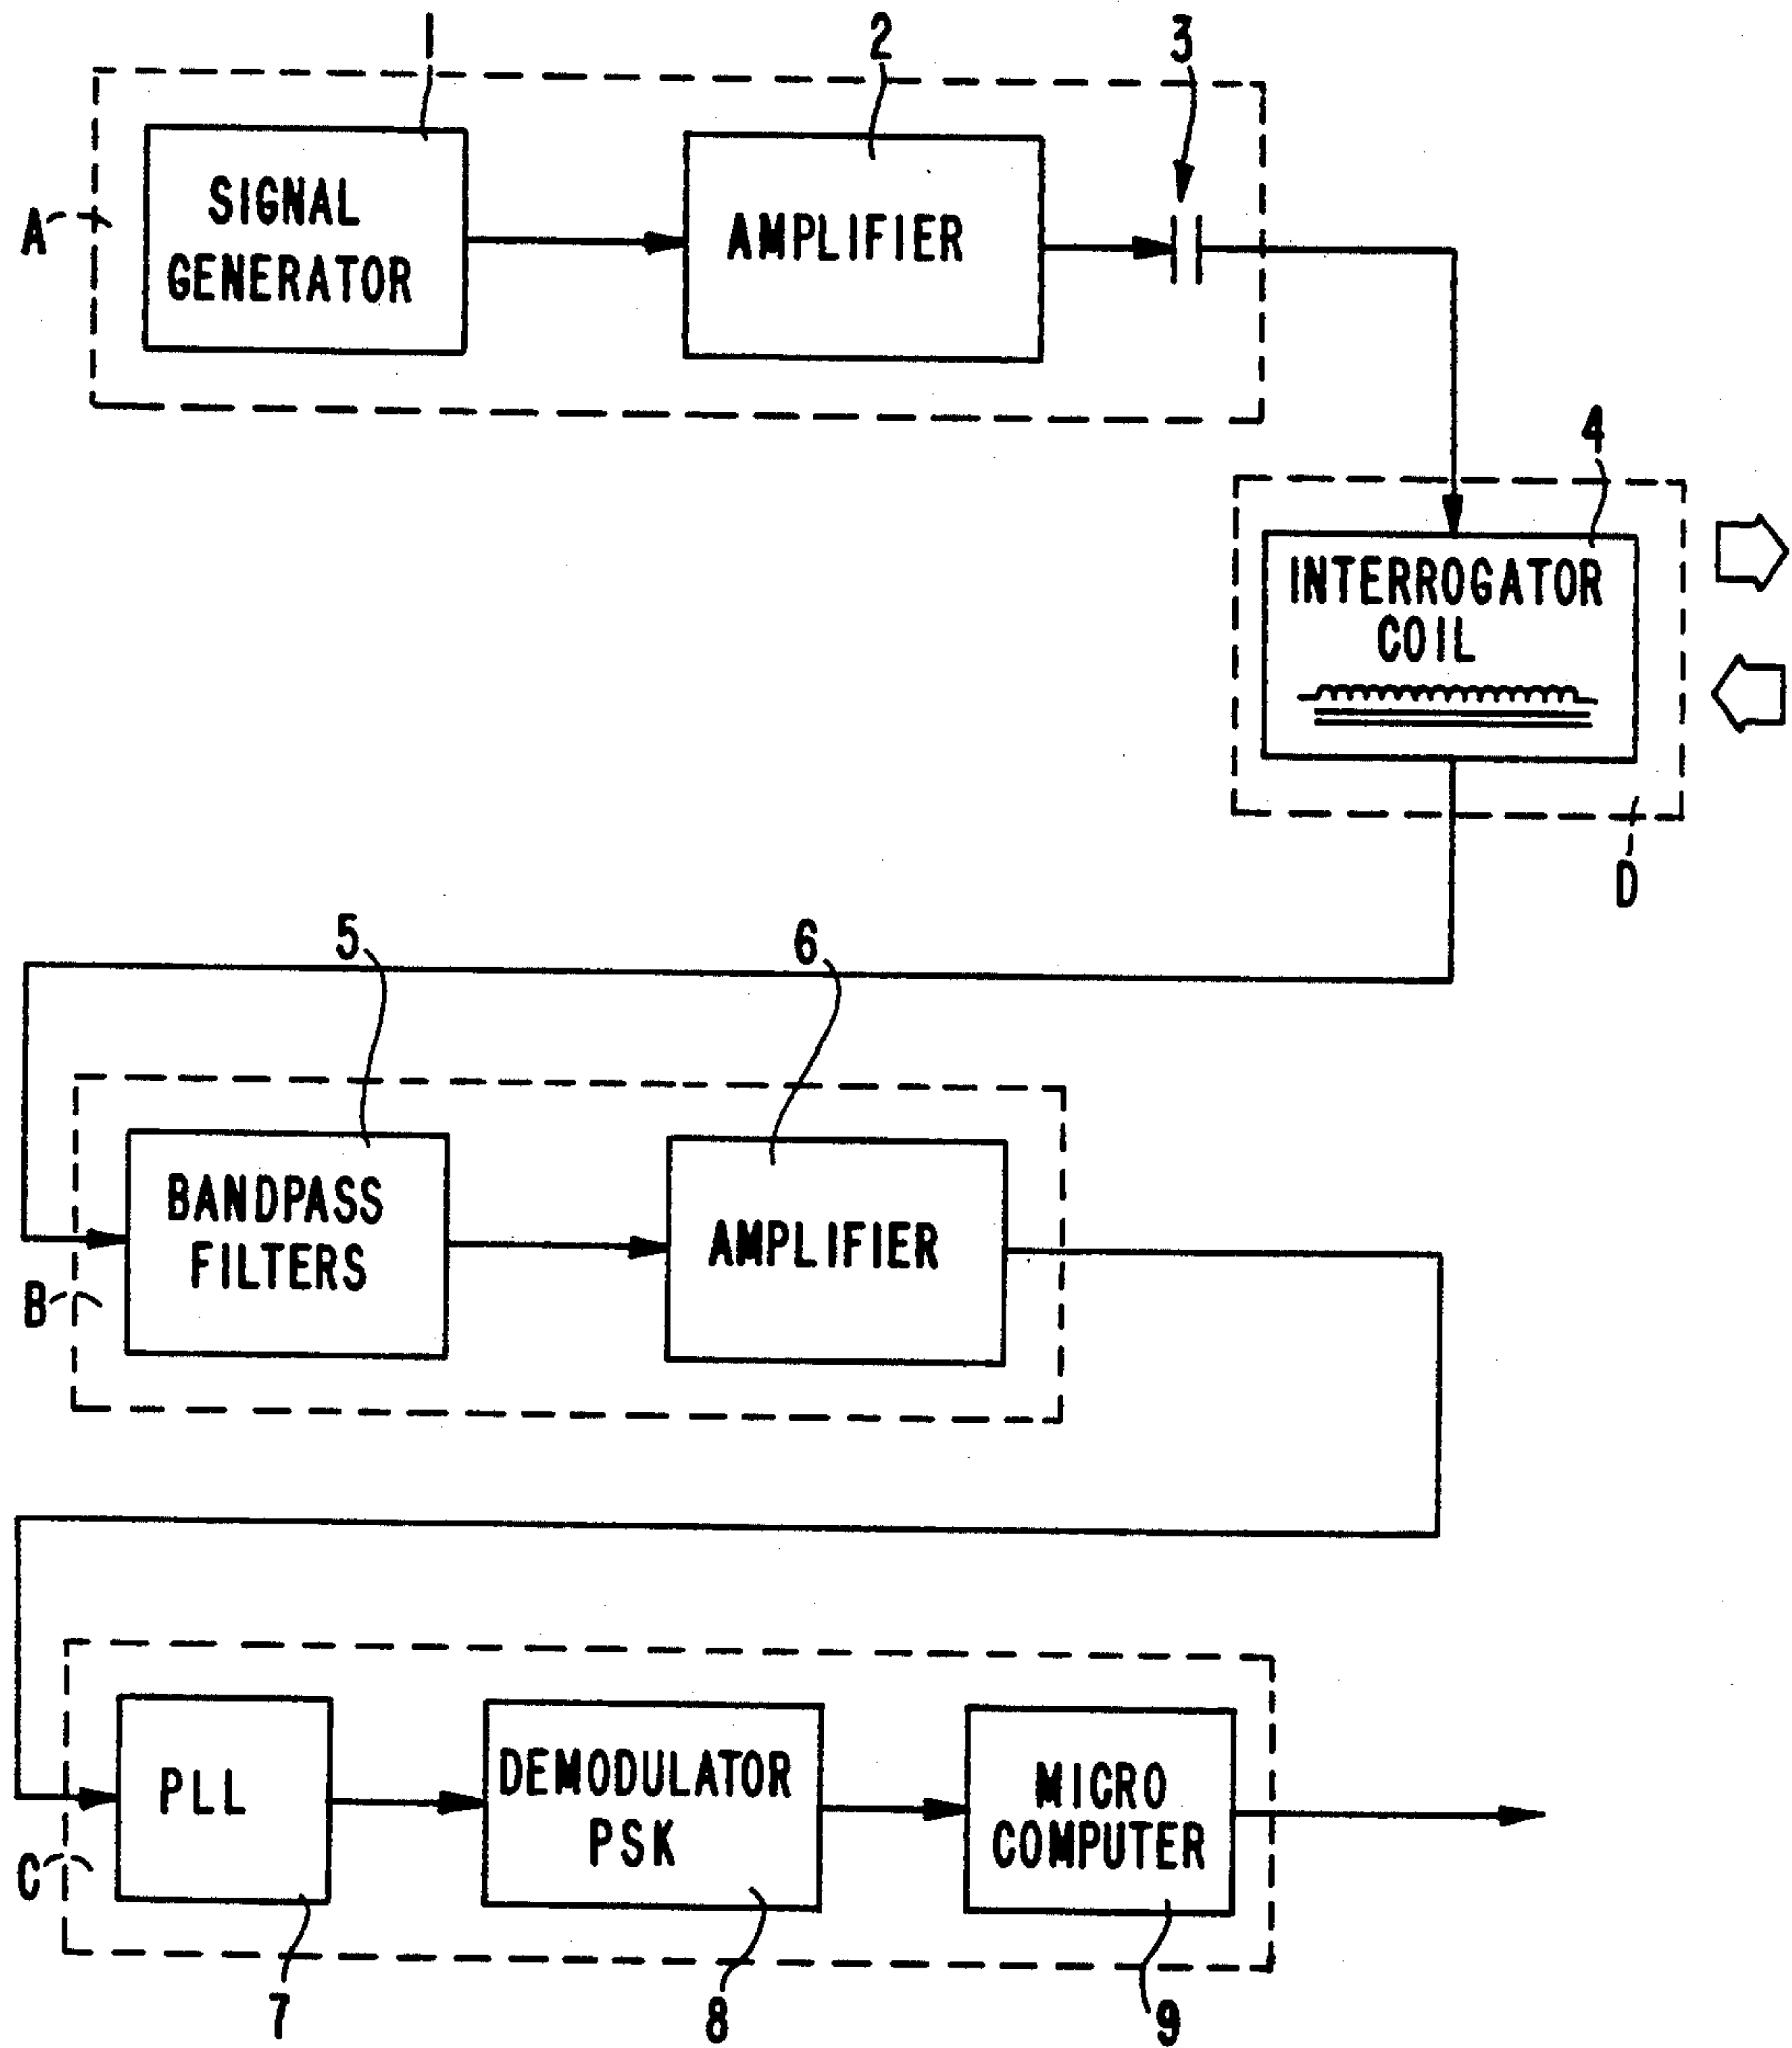 1
2
3
A
SIGNAL
GENERATOR
AMPLIFIER
4
INTERROGATOR
COIL
D
5
6
BANDPASS
FILTERS
AMPLIFIER
B
PLL
DEMODULATOR
PSK
MICRO
COMPUTER
C
7
8
9